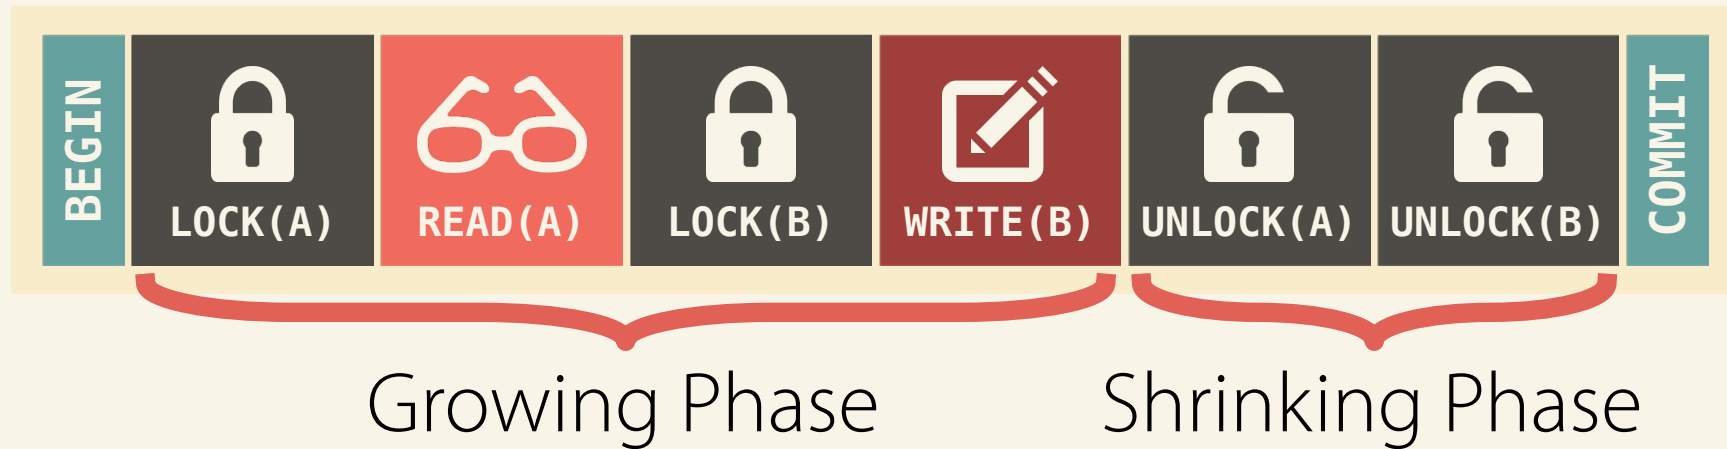 BEGIN
LOCK(A)
READ(A)
LOCK(B)
WRITE(B)
UNLOCK(A)
UNLOCK(B)
COMMIT
Growing Phase
Shrinking Phase